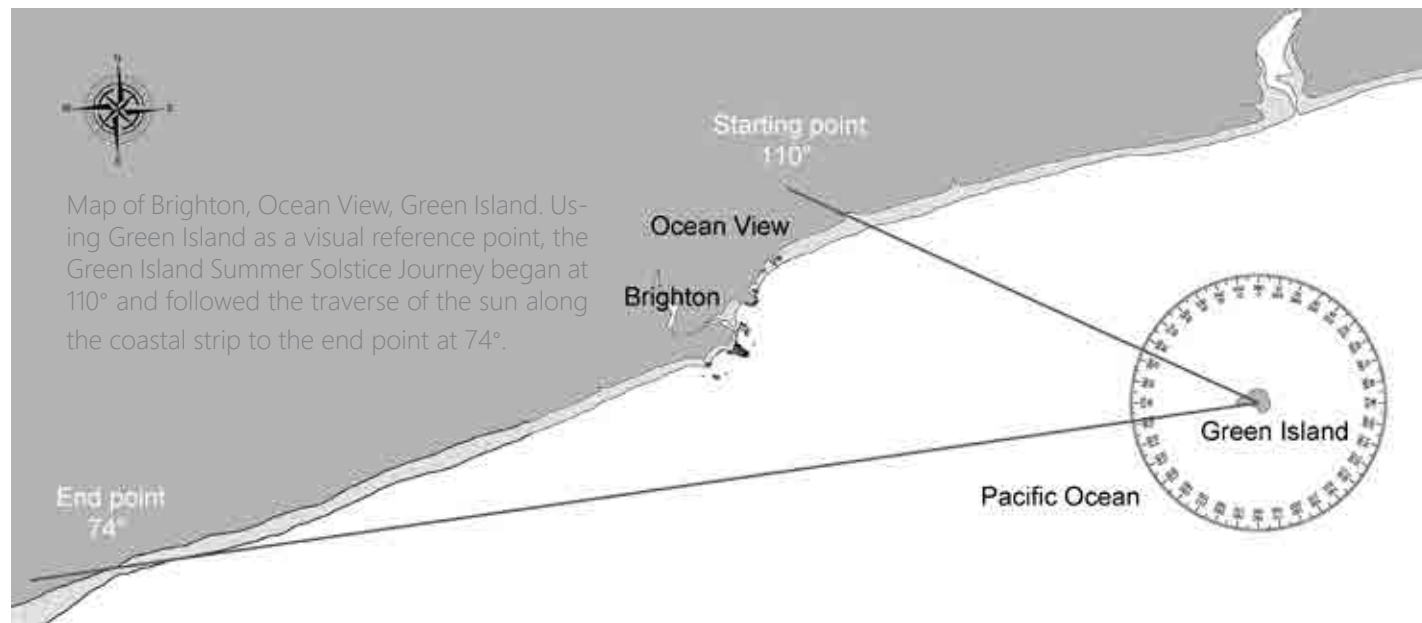 N
W
E
S
Starting point
110°
Map of Brighton, Ocean View, Green Island. Us-
ing Green Island as a visual reference point, the
Green Island Summer Solstice Journey began at
110° and followed the traverse of the sun along
the coastal strip to the end point at 74°.
Ocean View
Brighton
Green Island
Pacific Ocean
End point
74°